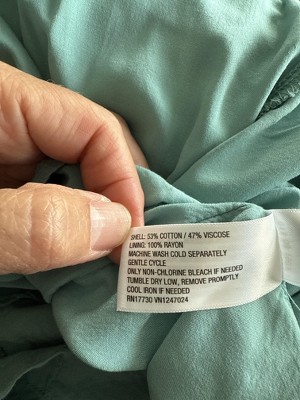 SHELL: 53% COTTON / 47% VISCOSE
LINING: 100% RAYON
MACHINE WASH COLD SEPARATELY
GENTLE CYCLE
ONLY NON-CHLORINE BLEACH IF NEEDED
TUMBLE DRY LOW, REMOVE PROMPTLY
COOL IRON IF NEEDED
RN17730 VN1247024